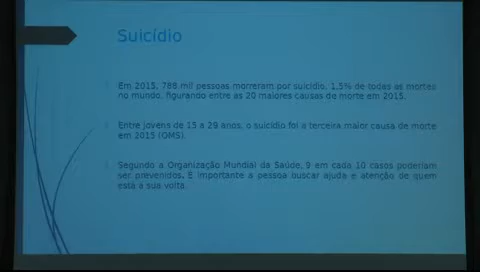 Suicídio
Em 2015, 788 mil pessoas morreram por suicídio, 1,5% de todas as mortes
no mundo, figurando entre as 20 maiores causas de morte em 2015.
Entre jovens de 15 a 29 anos, o suicídio foi a terceira maior causa de morte
em 2015 (OMS).
Segundo a Organização Mundial da Saúde, 9 em cada 10 casos poderiam
ser prevenidos. É importante a pessoa buscar ajuda e atenção de quem
está à sua volta.